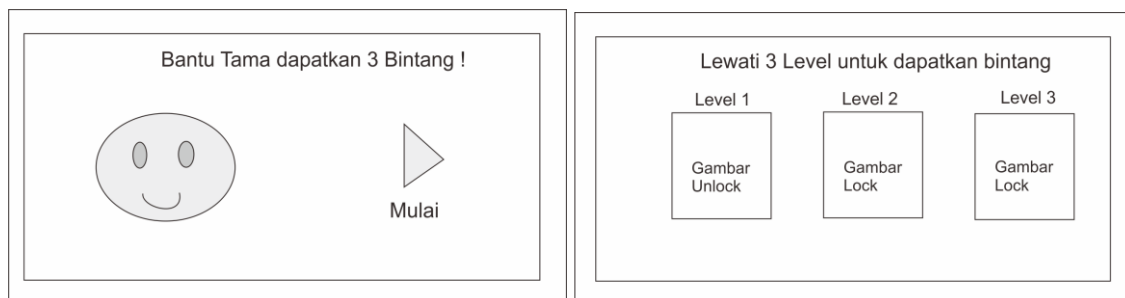 Bantu Tama dapatkan 3 Bintang !
Mulai
Lewati 3 Level untuk dapatkan bintang
Level 1
Level 2
Level 3
Gambar
Unlock
Gambar
Lock
Gambar
Lock